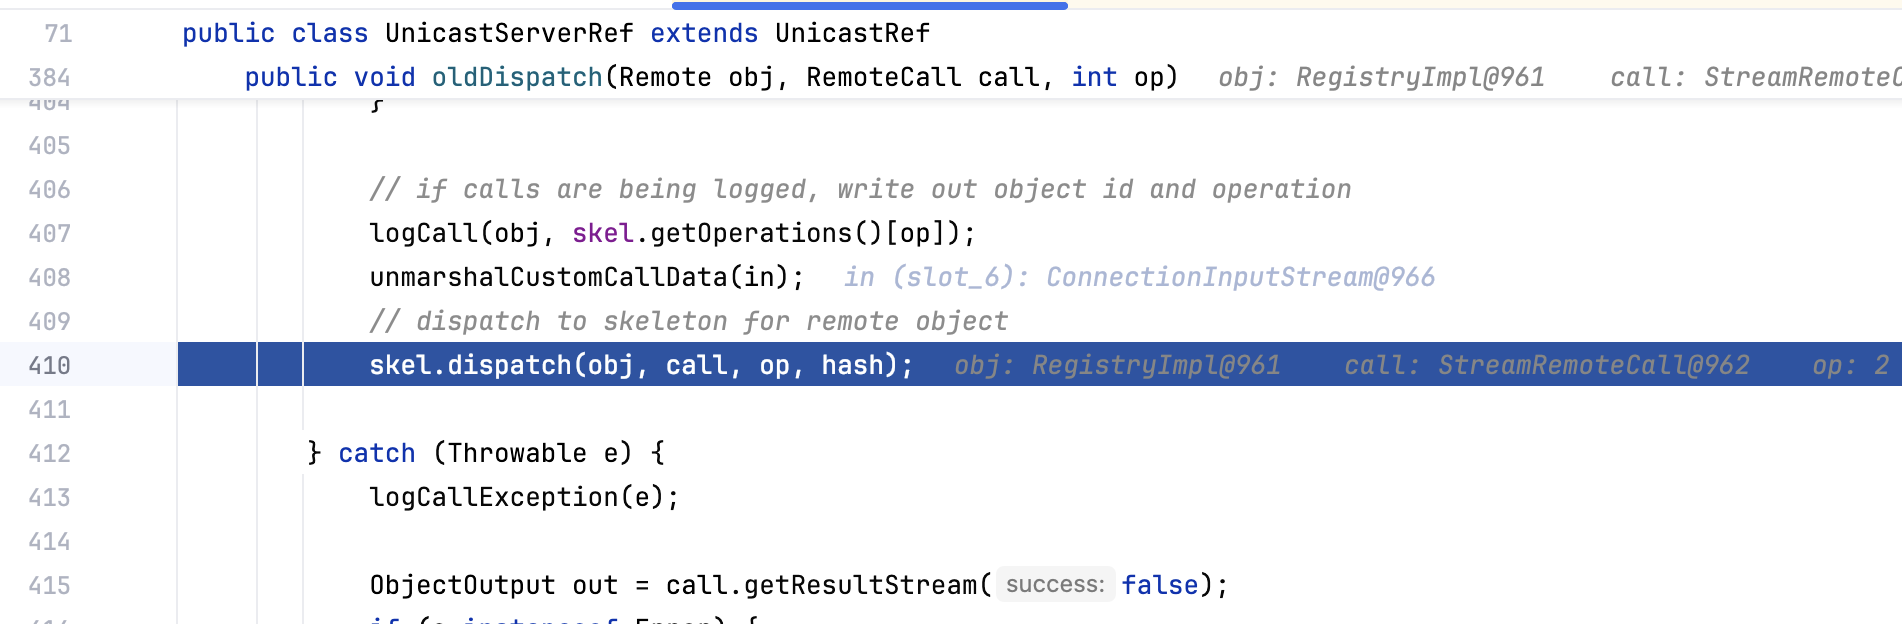 71 public class UnicastServerRef extends UnicastRef
384 public void oldDispatch(Remote obj, RemoteCall call, int op) obj: RegistryImpl@961 call: StreamRemoteC
404 }
405
406 // if calls are being logged, write out object id and operation
407 logCall(obj, skel.getOperations()[op]);
408 unmarshalCustomCallData(in); in (slot_6): ConnectionInputStream@966
409 // dispatch to skeleton for remote object
410 skel.dispatch(obj, call, op, hash); obj: RegistryImpl@961 call: StreamRemoteCall@962 op: 2
411
412 } catch (Throwable e) {
413 logCallException(e);
414
415 ObjectOutput out = call.getResultStream( success: false);